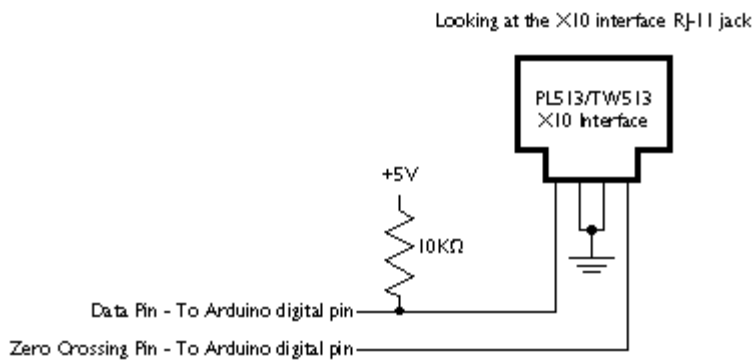 Looking at the X10 interface RJ-11 jack
PL513/TW513
X10 Interface
+5V
10KΩ
Data Pin - To Arduino digital pin
Zero Crossing Pin - To Arduino digital pin